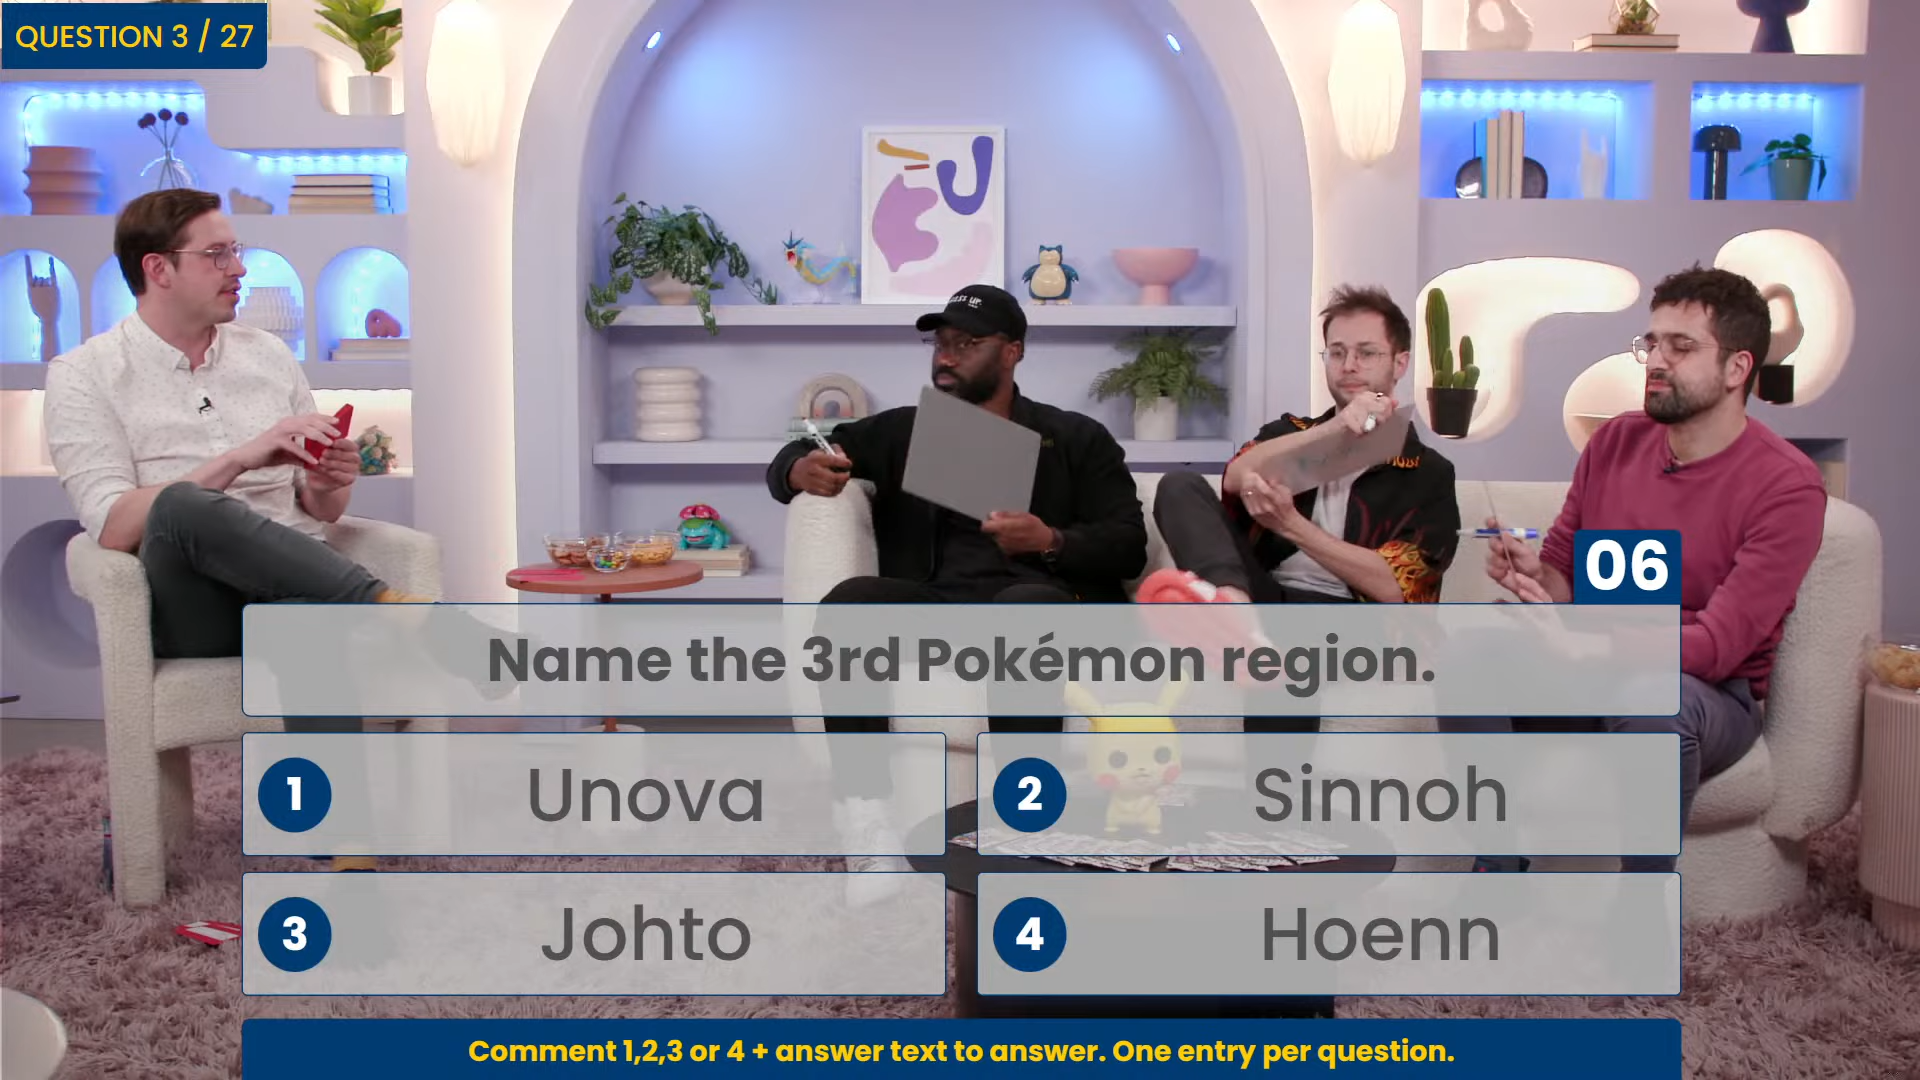 QUESTION 3 / 27
06
Name the 3rd Pokémon region.
1 Unova
2 Sinnoh
3 Johto
4 Hoenn
Comment 1,2,3 or 4 + answer text to answer. One entry per question.